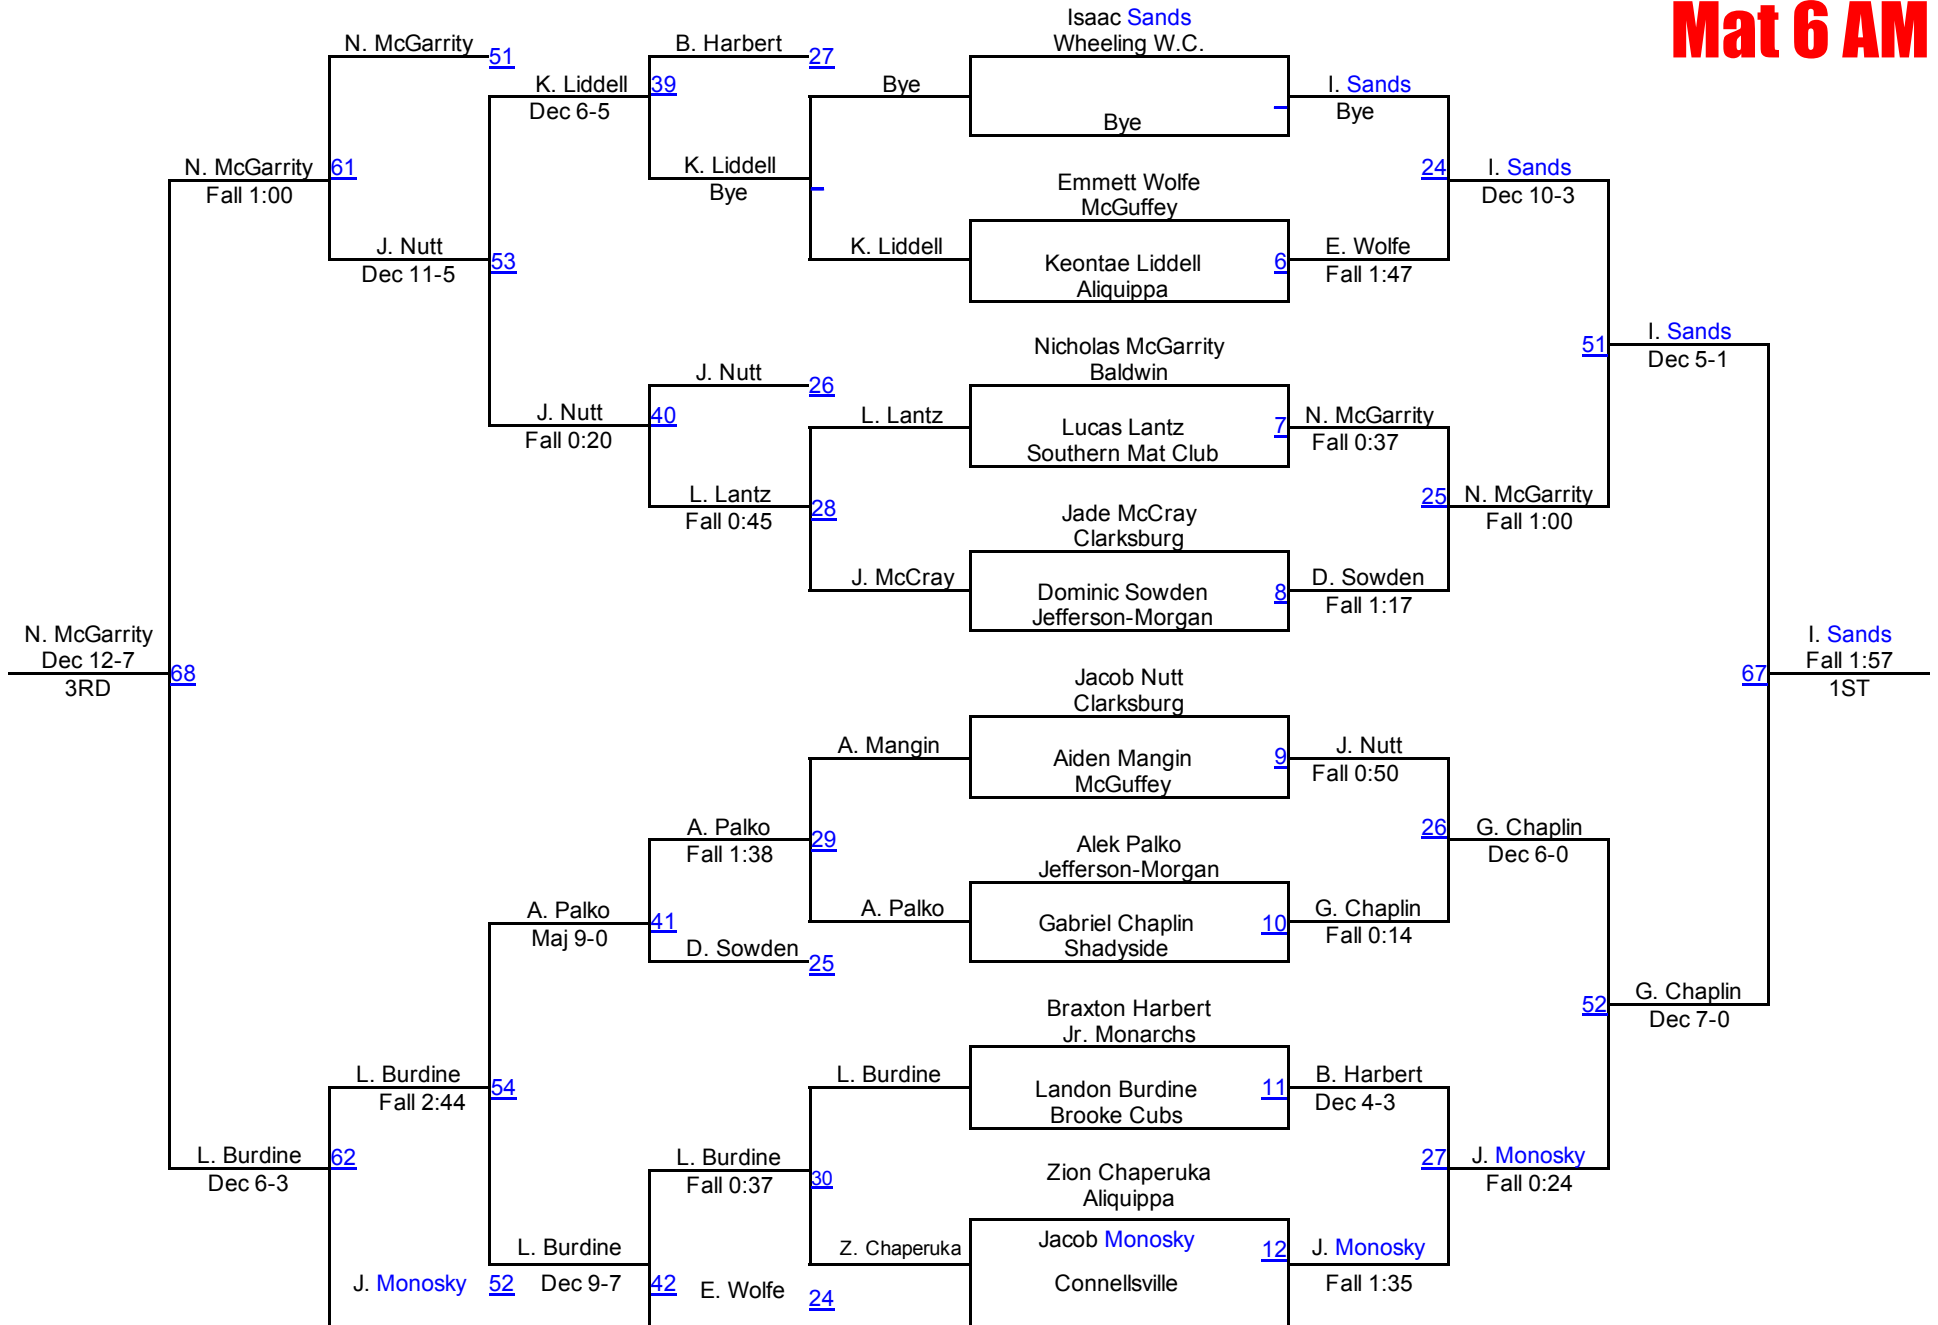 Mat 6 AM
Isaac Sands
Wheeling W.C.
N. McGarrity
51
B. Harbert
27
K. Liddell
39
Dec 6-5
Bye
Bye
I. Sands
Bye
N. McGarrity
61
Fall 1:00
K. Liddell
Bye
Emmett Wolfe
McGuffey
24
I. Sands
Dec 10-3
J. Nutt
Dec 11-5
53
K. Liddell
Keontae Liddell
Aliquippa
6
E. Wolfe
Fall 1:47
Nicholas McGarrity
Baldwin
51
I. Sands
Dec 5-1
J. Nutt
26
J. Nutt
40
Fall 0:20
L. Lantz
Lucas Lantz
Southern Mat Club
7
N. McGarrity
Fall 0:37
L. Lantz
Fall 0:45
28
Jade McCray
Clarksburg
25
N. McGarrity
Fall 1:00
J. McCray
Dominic Sowden
Jefferson-Morgan
8
D. Sowden
Fall 1:17
N. McGarrity
Dec 12-7
3RD
68
67
I. Sands
Fall 1:57
1ST
Jacob Nutt
Clarksburg
A. Mangin
Aiden Mangin
McGuffey
9
J. Nutt
Fall 0:50
A. Palko
Fall 1:38
29
Alek Palko
Jefferson-Morgan
26
G. Chaplin
Dec 6-0
A. Palko
Maj 9-0
41
A. Palko
Gabriel Chaplin
Shadyside
10
G. Chaplin
Fall 0:14
D. Sowden
25
Braxton Harbert
Jr. Monarchs
52
G. Chaplin
Dec 7-0
L. Burdine
Fall 2:44
54
L. Burdine
Landon Burdine
Brooke Cubs
11
B. Harbert
Dec 4-3
L. Burdine
Dec 6-3
62
L. Burdine
Fall 0:37
30
Zion Chaperuka
Aliquippa
27
J. Monosky
Fall 0:24
L. Burdine
Z. Chaperuka
Jacob Monosky
12
J. Monosky
J. Monosky
52
Dec 9-7
42
E. Wolfe
24
Connellsville
Fall 1:35